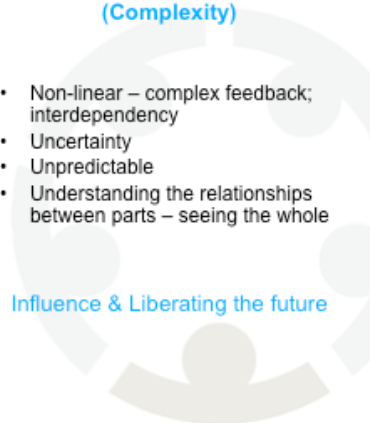 (Complexity)
• Non-linear – complex feedback;
interdependency
• Uncertainty
• Unpredictable
• Understanding the relationships
between parts – seeing the whole
Influence & Liberating the future